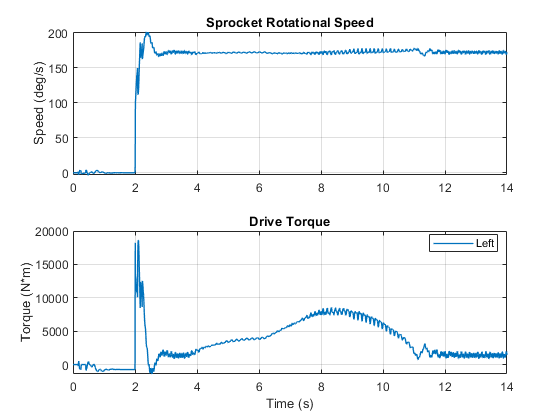 Sprocket Rotational Speed
200
150
100
50
0
Speed (deg/s)
0 2 4 6 8 10 12 14
Drive Torque
Left
20000
15000
10000
5000
0
Torque (N*m)
0 2 4 6 8 10 12 14
Time (s)